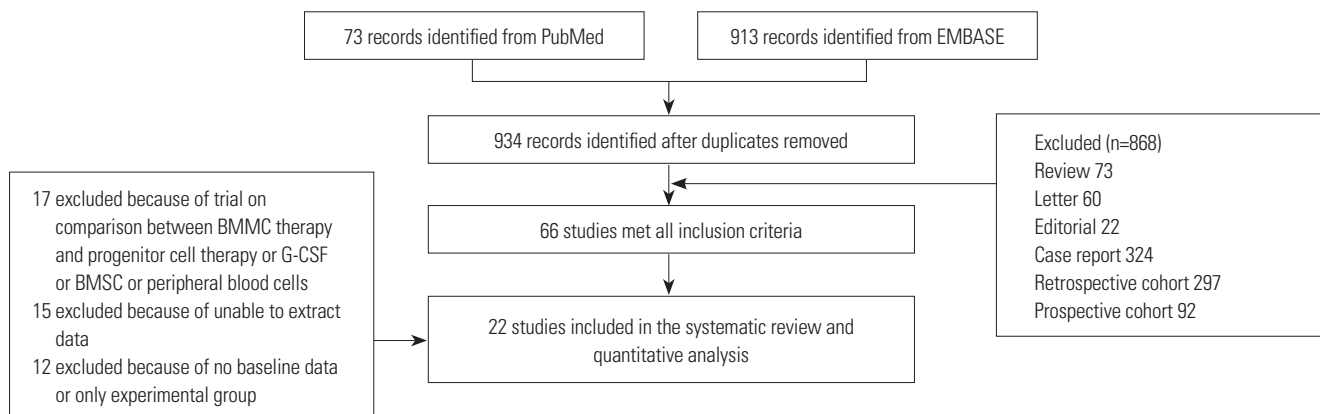 73 records identified from PubMed
913 records identified from EMBASE
934 records identified after duplicates removed
Excluded (n=868)
Review 73
Letter 60
Editorial 22
Case report 324
Retrospective cohort 297
Prospective cohort 92
66 studies met all inclusion criteria
17 excluded because of trial on
comparison between BMMC therapy
and progenitor cell therapy or G-CSF
or BMSC or peripheral blood cells
15 excluded because of unable to extract
data
12 excluded because of no baseline data
or only experimental group
22 studies included in the systematic review and
quantitative analysis